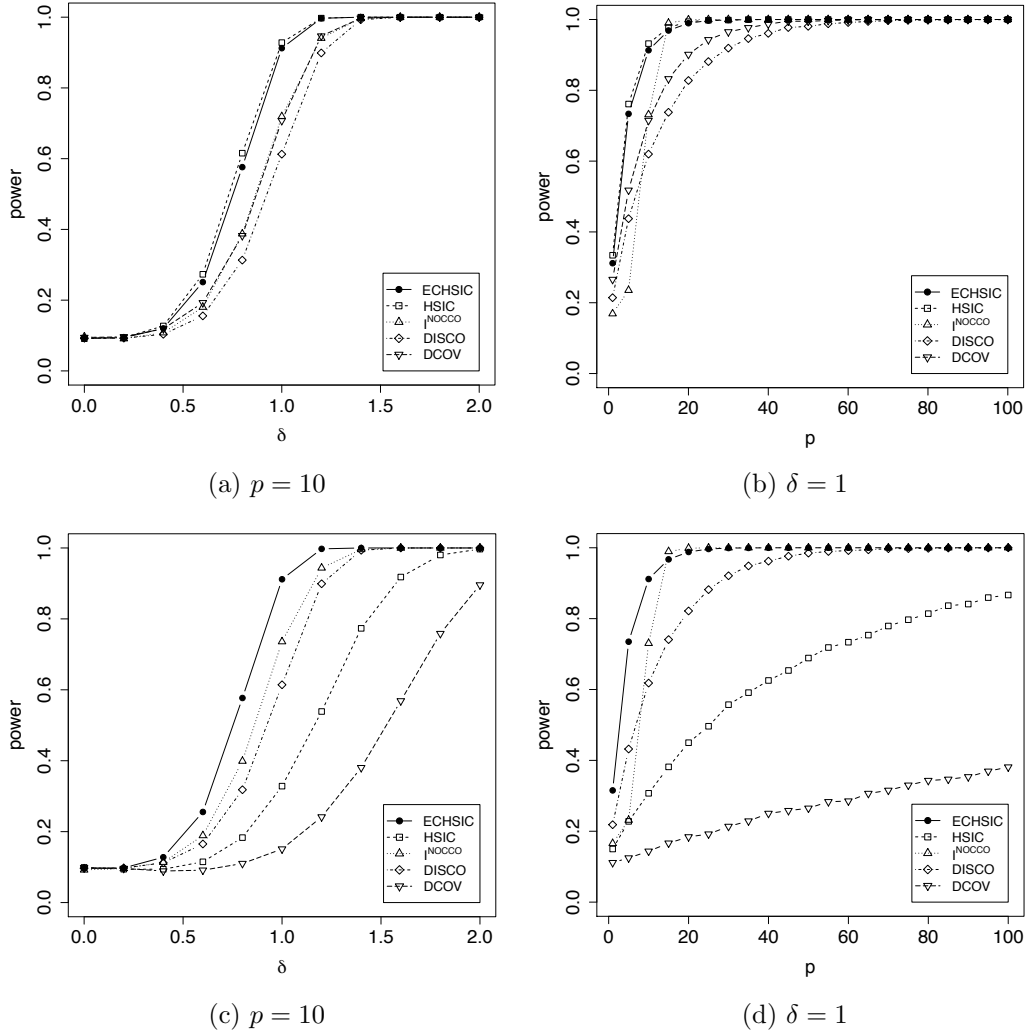 power
1.0
0.8
0.6
0.4
0.2
0.0
ECHSIC
HSIC
I^NOCCO
DISCO
DCOV
0.0 0.5 1.0 1.5 2.0
δ
(a) p = 10
power
1.0
0.8
0.6
0.4
0.2
0.0
ECHSIC
HSIC
I^NOCCO
DISCO
DCOV
0 20 40 60 80 100
p
(b) δ = 1
power
1.0
0.8
0.6
0.4
0.2
0.0
ECHSIC
HSIC
I^NOCCO
DISCO
DCOV
0.0 0.5 1.0 1.5 2.0
δ
(c) p = 10
power
1.0
0.8
0.6
0.4
0.2
0.0
ECHSIC
HSIC
I^NOCCO
DISCO
DCOV
0 20 40 60 80 100
p
(d) δ = 1